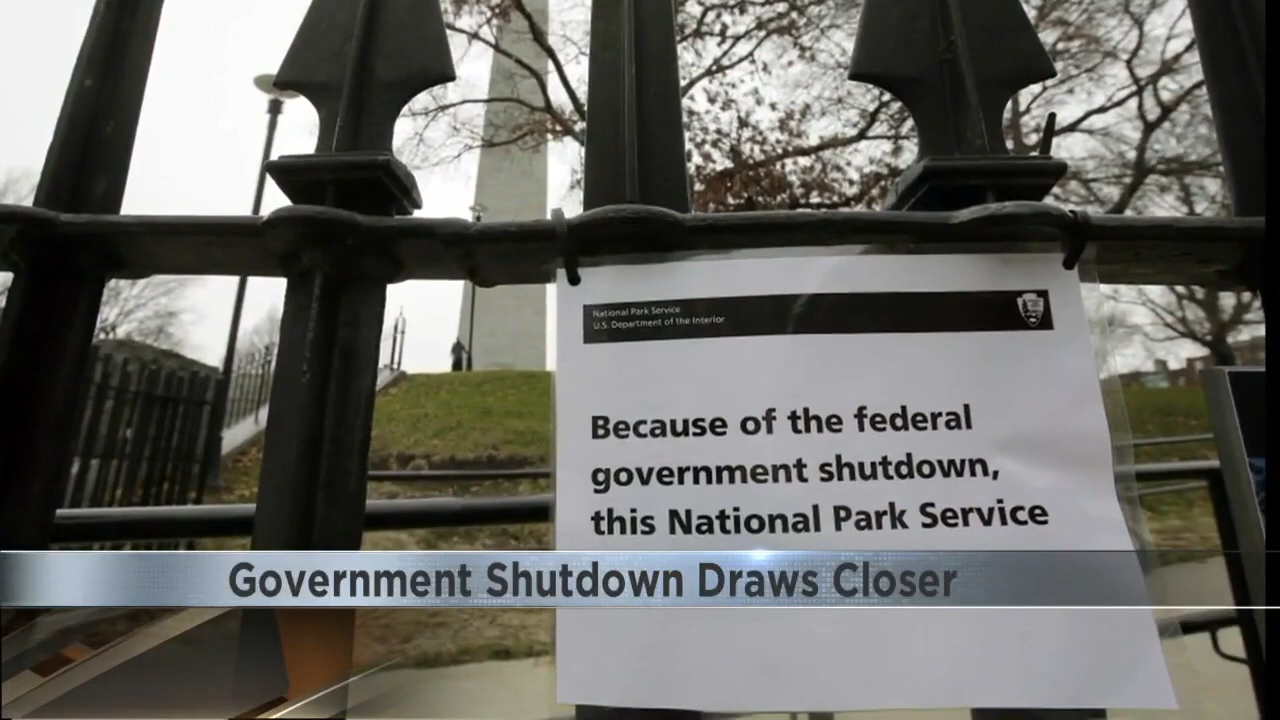 National Park Service
U.S. Department of the Interior
Because of the federal
government shutdown,
this National Park Service
Government Shutdown Draws Closer